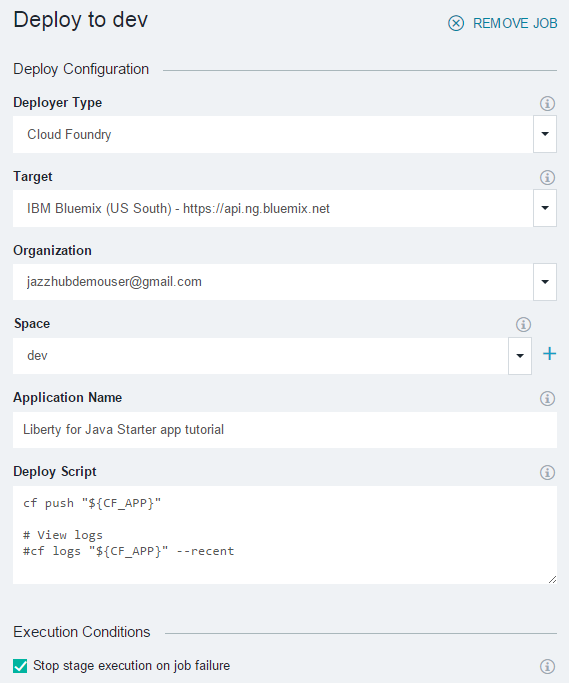 Deploy to dev
REMOVE JOB
Deploy Configuration
Deployer Type
Cloud Foundry
Target
IBM Bluemix (US South) - https://api.ng.bluemix.net
Organization
jazzhubdemouser@gmail.com
Space
dev
Application Name
Liberty for Java Starter app tutorial
Deploy Script
cf push "${CF_APP}"
# View logs
#cf logs "${CF_APP}" --recent
Execution Conditions
Stop stage execution on job failure